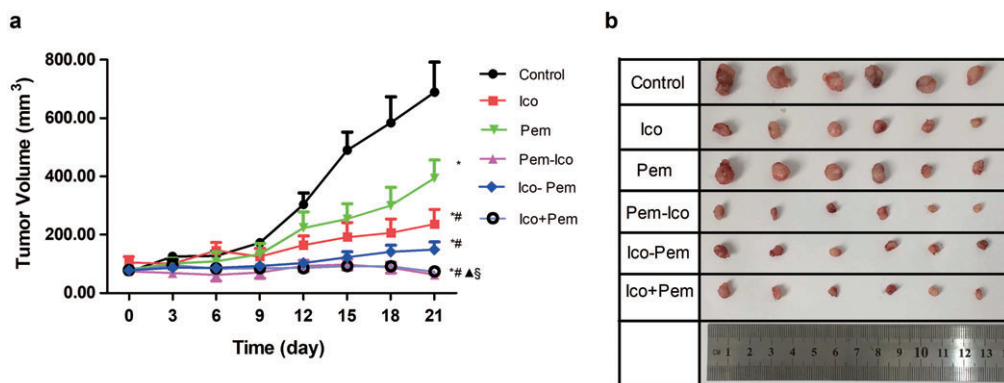 a
Tumor Volume (mm³)
800.00
600.00
400.00
200.00
0.00
0 3 6 9 12 15 18 21
Time (day)
Control
Ico
Pem
Pem-Ico
Ico- Pem
Ico+Pem
*
*#
*#
*# ▲§
b
Control
Ico
Pem
Pem-Ico
Ico-Pem
Ico+Pem
CM 1 2 3 4 5 6 7 8 9 10 11 12 13